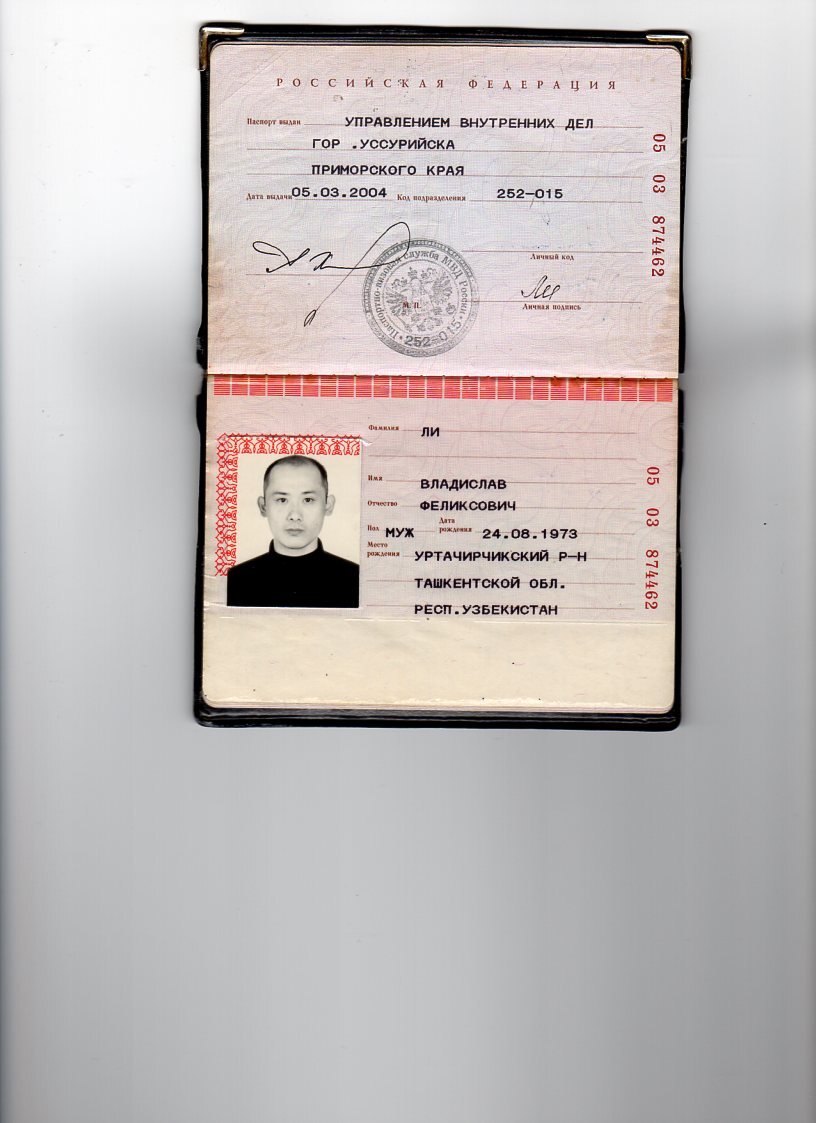 РОССИЙСКАЯ ФЕДЕРАЦИЯ
Паспорт выдан УПРАВЛЕНИЕМ ВНУТРЕННИХ ДЕЛ
ГОР .УССУРИЙСКА
ПРИМОРСКОГО КРАЯ
Дата выдачи 05.03.2004 Код подразделения 252-015
05 03 874462
Личный код
Паспортно-визовая служба МВД России
252-015
М. П.
Личная подпись
Фамилия ЛИ
Имя ВЛАДИСЛАВ
Отчество ФЕЛИКСОВИЧ
Пол МУЖ Дата рождения 24.08.1973
Место рождения УРТАЧИРЧИКСКИЙ Р-Н
ТАШКЕНТСКОЙ ОБЛ.
РЕСП.УЗБЕКИСТАН
05 03 874462